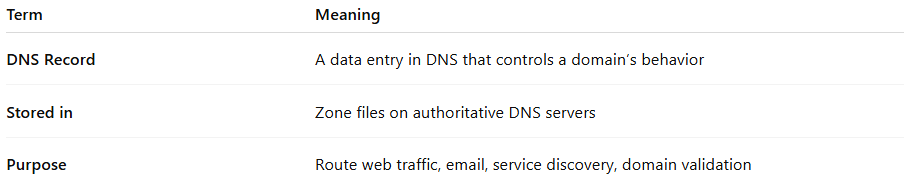 Term Meaning
DNS Record A data entry in DNS that controls a domain's behavior
Stored in Zone files on authoritative DNS servers
Purpose Route web traffic, email, service discovery, domain validation